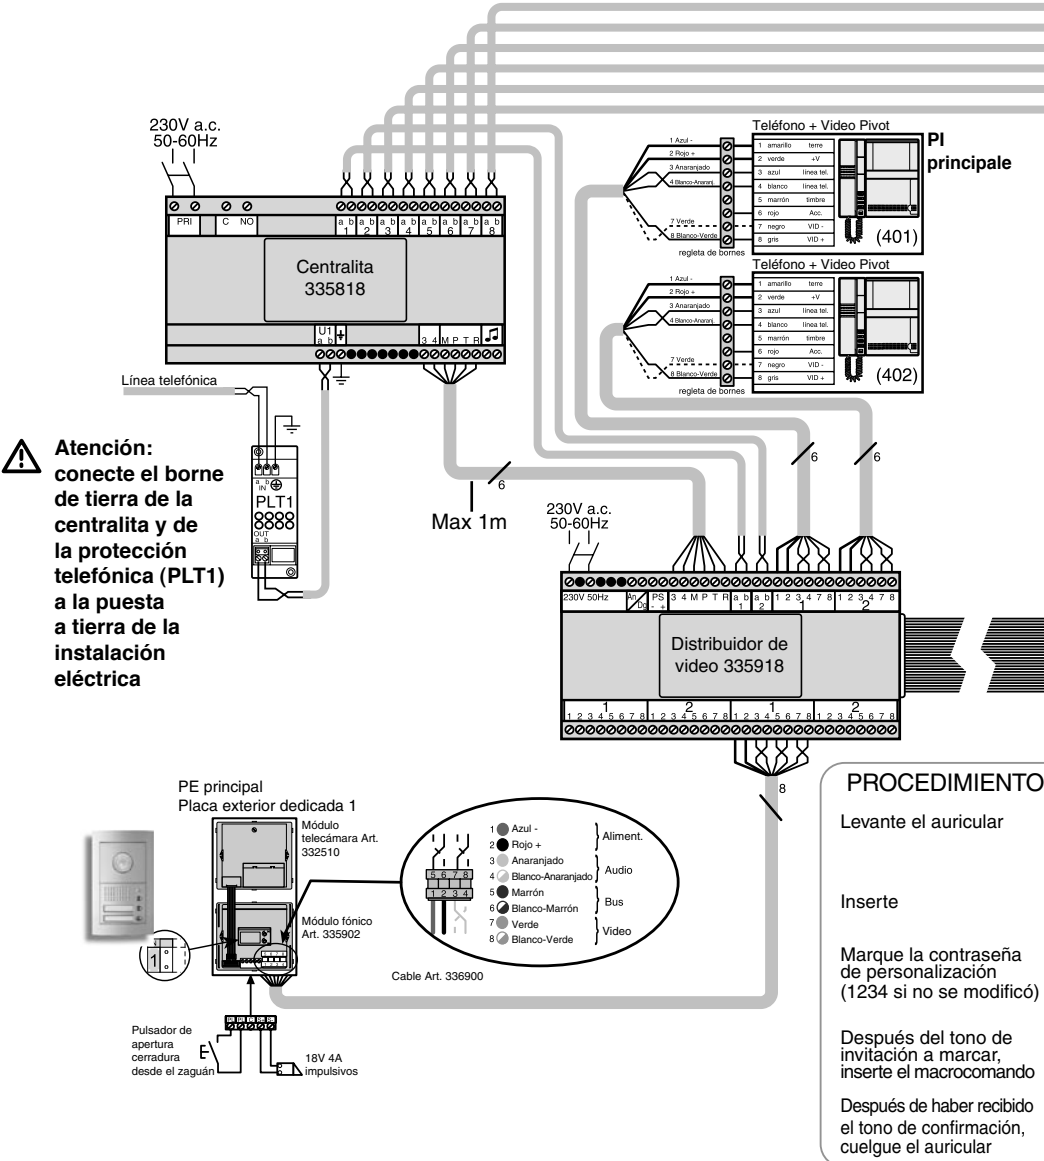 230V a.c.
50-60Hz
PRI C NO a b a b a b a b a b a b a b a b
1 2 3 4 5 6 7 8
Centralita
335818
U1
a b 3 4 M P T R
Teléfono + Video Pivot
1 Azul -
2 Rojo +
3 Anaranjado
4 Blanco-Anaranj.
7 Verde
8 Blanco-Verde
regleta de bornes
1 amarillo terre
2 verde +V
3 azul línea tel.
4 blanco línea tel.
5 marrón timbre
6 rojo Acc.
7 negro VID -
8 gris VID +
(401)
PI
principale
Teléfono + Video Pivot
1 Azul -
2 Rojo +
3 Anaranjado
4 Blanco-Anaranj.
7 Verde
8 Blanco-Verde
regleta de bornes
1 amarillo terre
2 verde +V
3 azul línea tel.
4 blanco línea tel.
5 marrón timbre
6 rojo Acc.
7 negro VID -
8 gris VID +
(402)
Línea telefónica
Atención:
conecte el borne
de tierra de la
centralita y de
la protección
telefónica (PLT1)
a la puesta
a tierra de la
instalación
eléctrica
a b
IN
PLT1
OUT
a b
6
Max 1m
6
6
230V a.c.
50-60Hz
230V 50Hz An/Dg PS - + 3 4 M P T R a b a b 1 2 3 4 7 8 1 2 3 4 7 8
1 2 1 2
Distribuidor de
video 335918
1 2 1 2
1 2 3 4 5 6 7 8 1 2 3 4 5 6 7 8 1 2 3 4 5 6 7 8 1 2 3 4 5 6 7 8
8
PE principal
Placa exterior dedicada 1
Módulo
telecámara Art.
332510
Módulo fónico
Art. 335902
1
5 6 7 8
1 2 3 4
1 Azul -
2 Rojo +
Aliment.
3 Anaranjado
4 Blanco-Anaranjado
Audio
5 Marrón
6 Blanco-Marrón
Bus
7 Verde
8 Blanco-Verde
Video
Cable Art. 336900
Pulsador de
apertura
cerradura
desde el zaguán
18V 4A
impulsivos
PROCEDIMIENTO
Levante el auricular
Inserte
Marque la contraseña
de personalización
(1234 si no se modificó)
Después del tono de
invitación a marcar,
inserte el macrocomando
Después de haber recibido
el tono de confirmación,
cuelgue el auricular